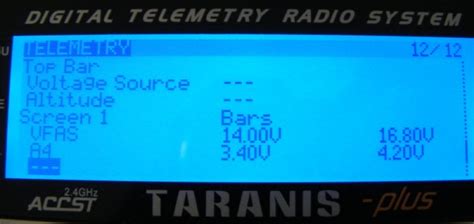 DIGITAL TELEMETRY RADIO SYSTEM
TELEMETRY 12/12
Top Bar
Voltage Source ---
Altitude ---
Screen 1 Bars
VFAS 14.00V 16.80V
A4 3.40V 4.20V
---
2.4GHz
ACCST TARANIS -plus